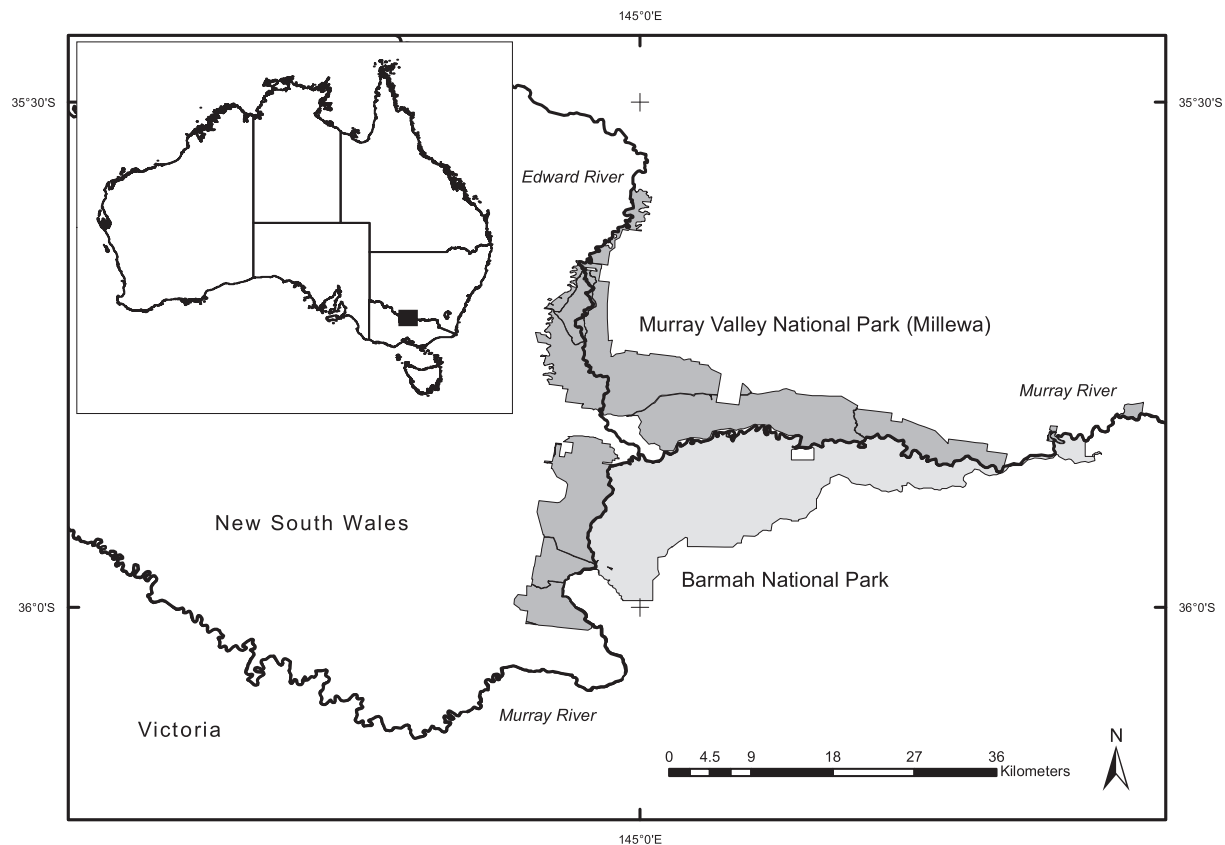 145°0'E
35°30'S
35°30'S
Edward River
Murray Valley National Park (Millewa)
Murray River
New South Wales
Barmah National Park
36°0'S
36°0'S
Murray River
Victoria
N
0 4.5 9 18 27 36
Kilometers
145°0'E